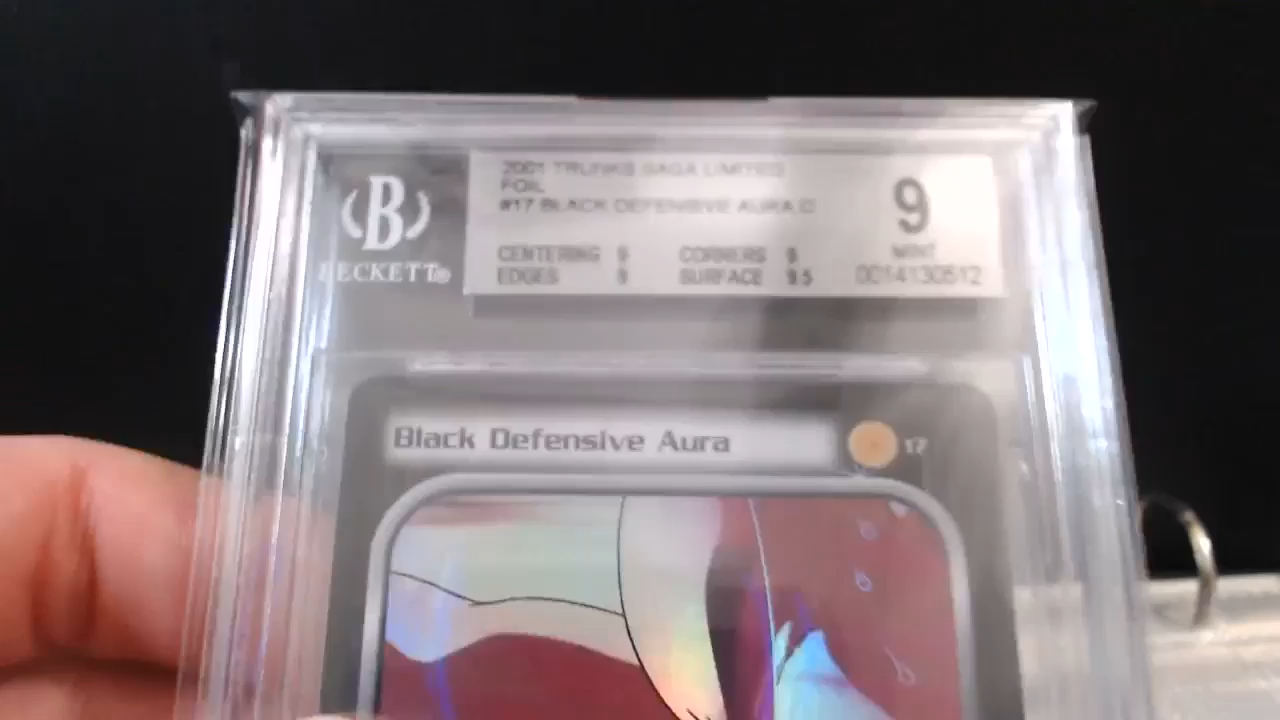 B
BECKETT®
2001 TRUNKS SAGA LIMITED
FOIL
#17 BLACK DEFENSIVE AURA D
CENTERING 9 CORNERS 9
EDGES 9 SURFACE 9.5
9
MINT
0014130512
Black Defensive Aura 17